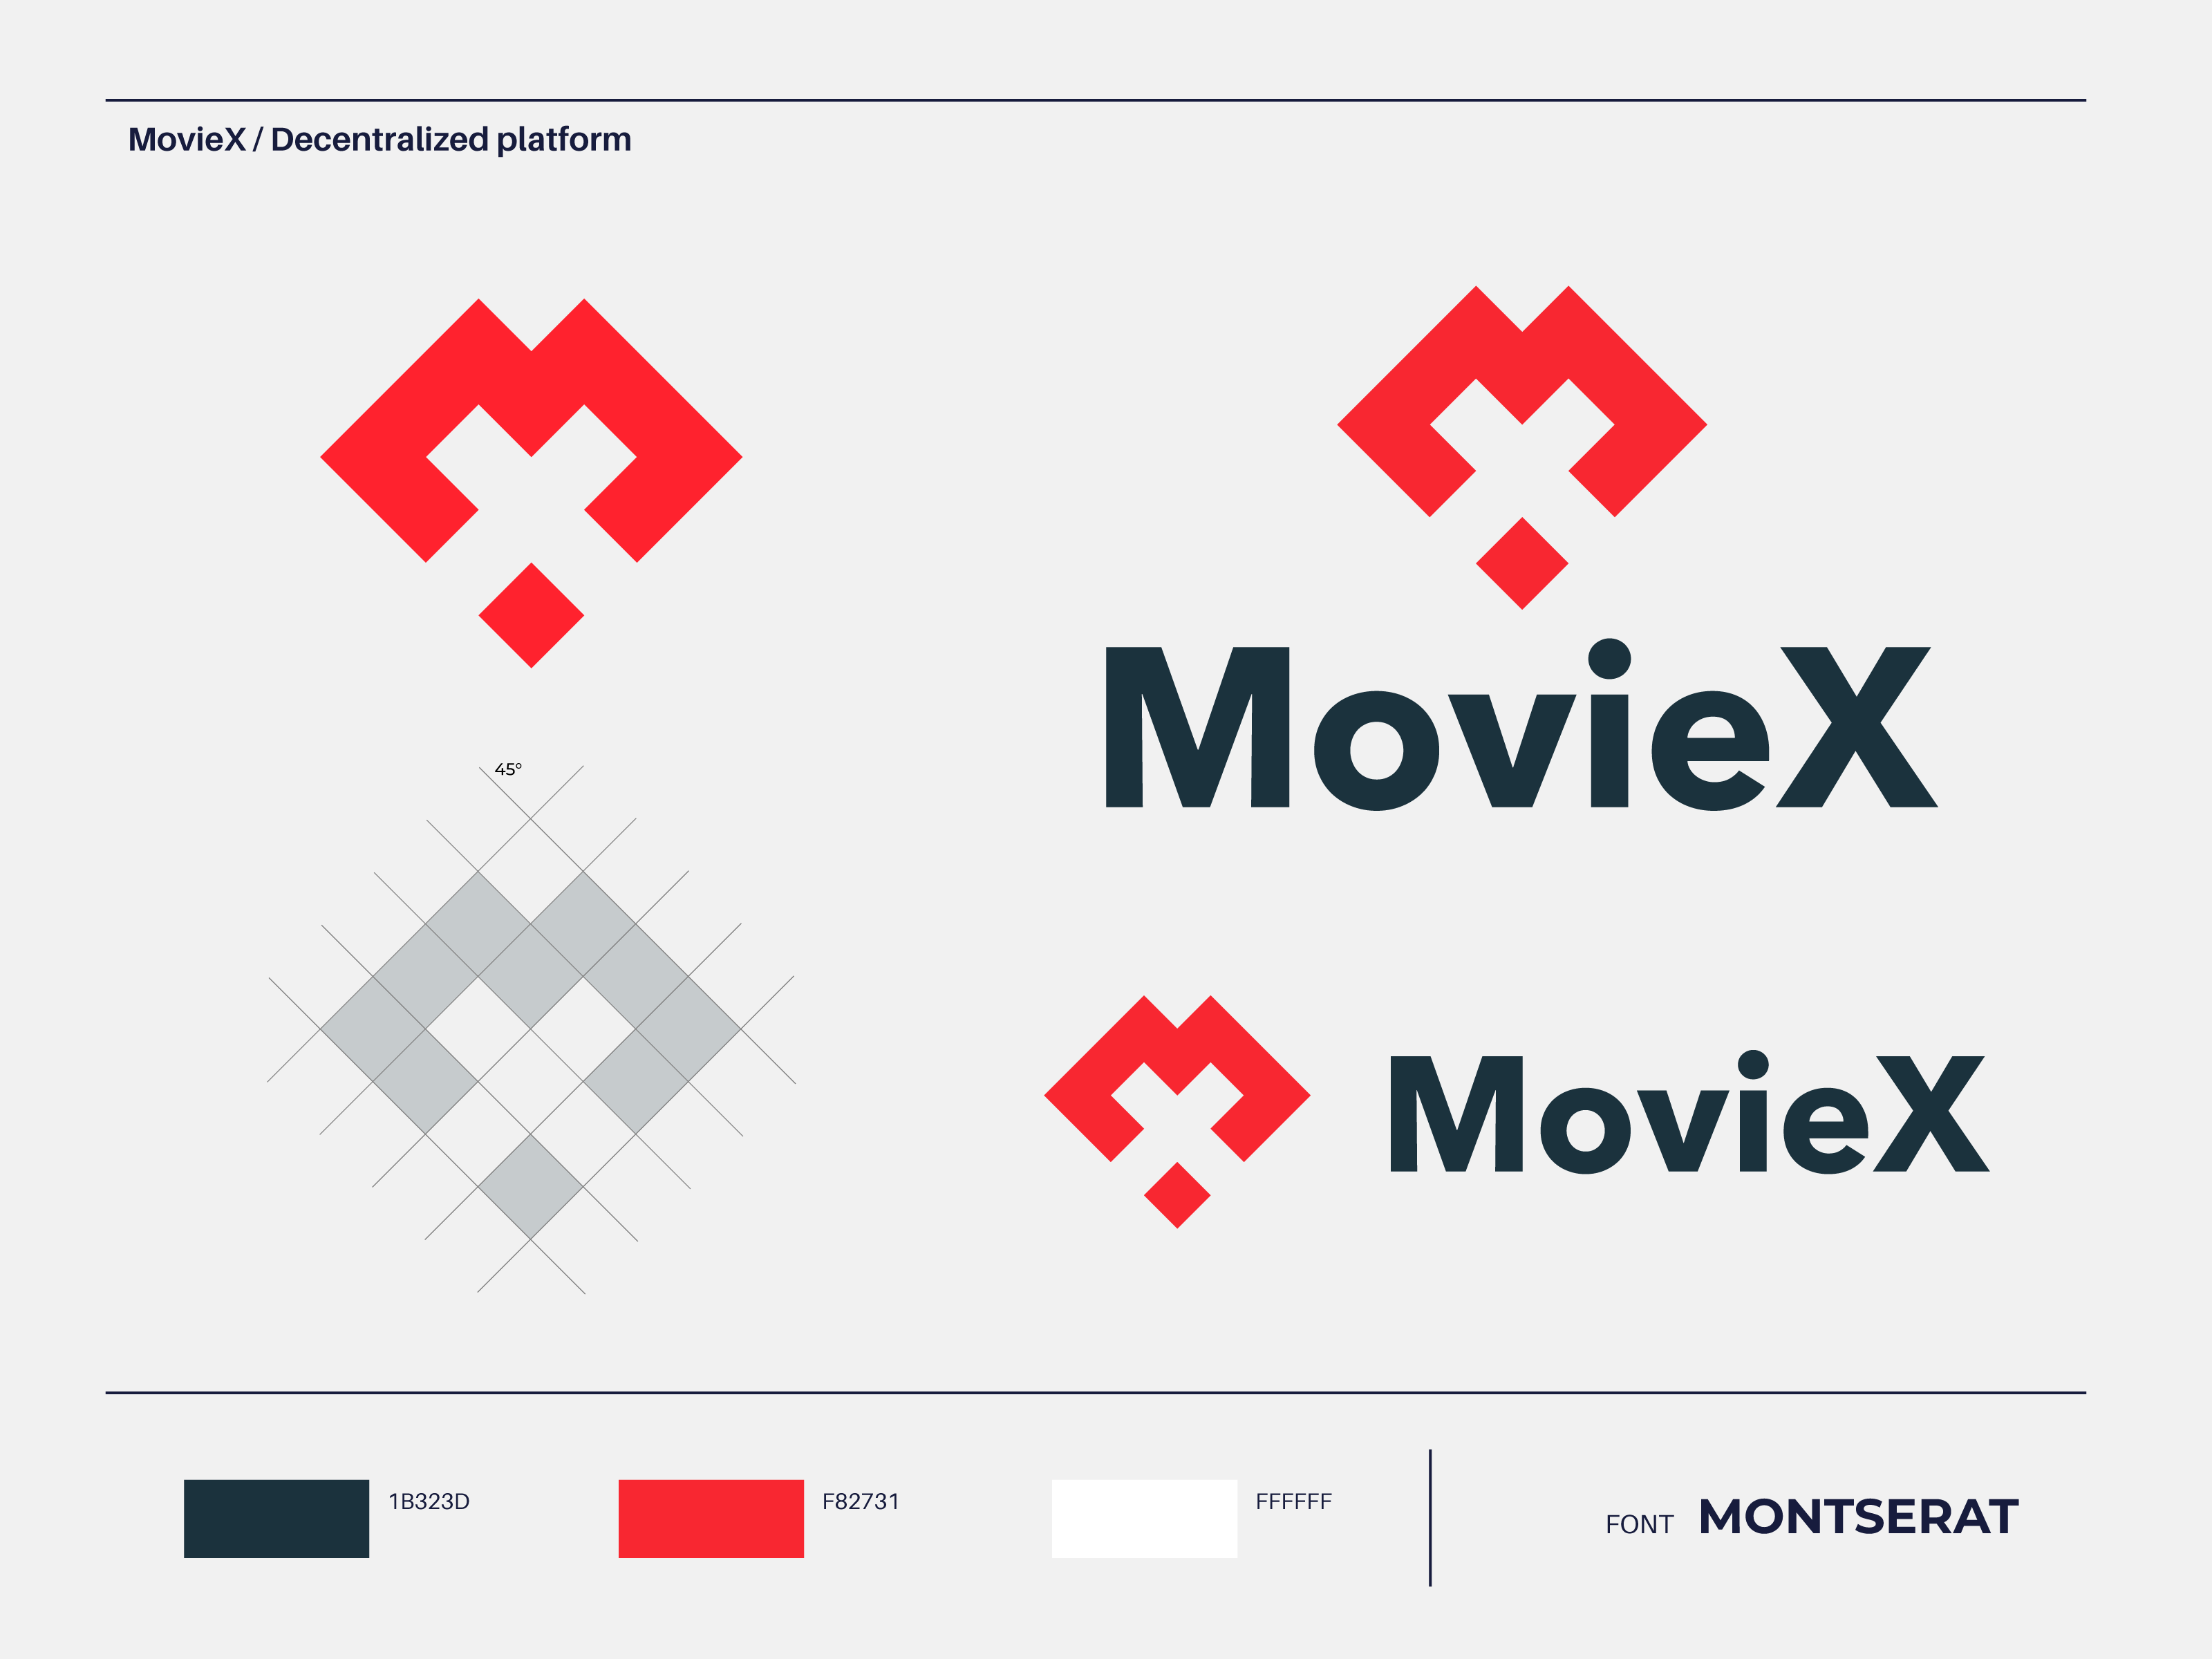 MovieX / Decentralized platform
MovieX
45°
MovieX
1B323D
F82731
FFFFFF
FONT MONTSERAT